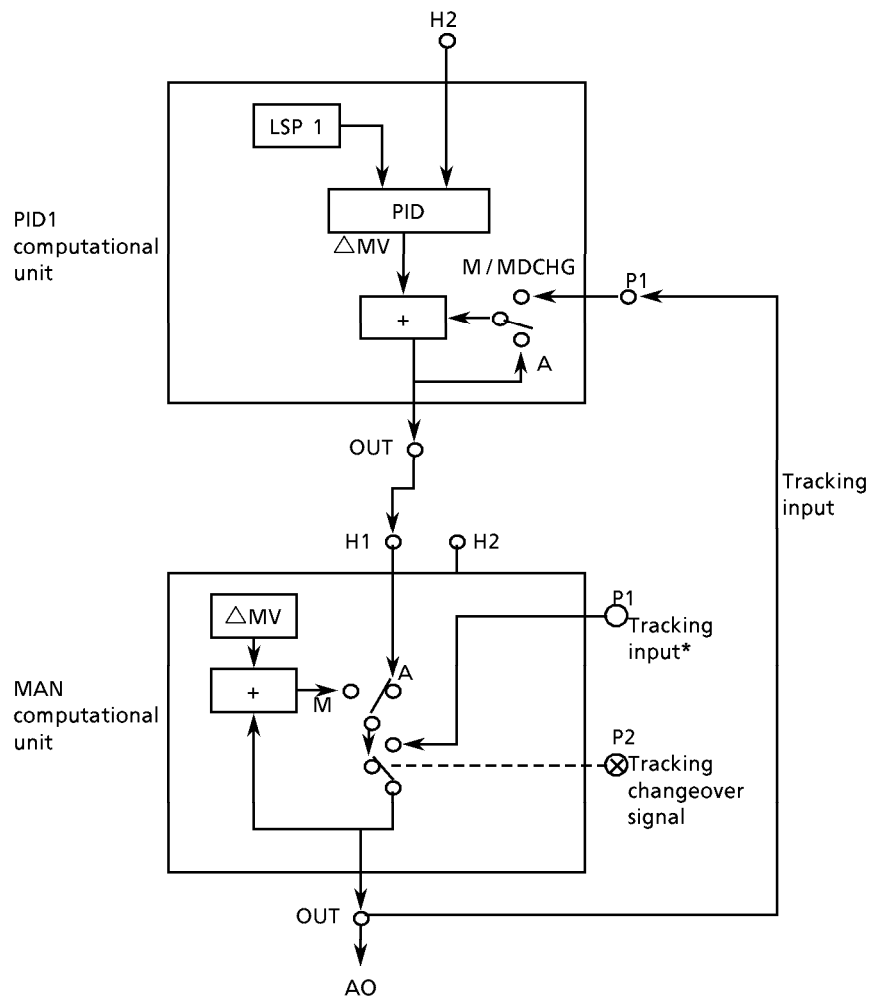 H2
LSP 1
PID
PID1
computational
unit
△MV
M / MDCHG
P1
+
A
OUT
Tracking
input
H1
H2
△MV
P1
Tracking
input*
MAN
computational
unit
+
M
A
P2
Tracking
changeover
signal
OUT
AO